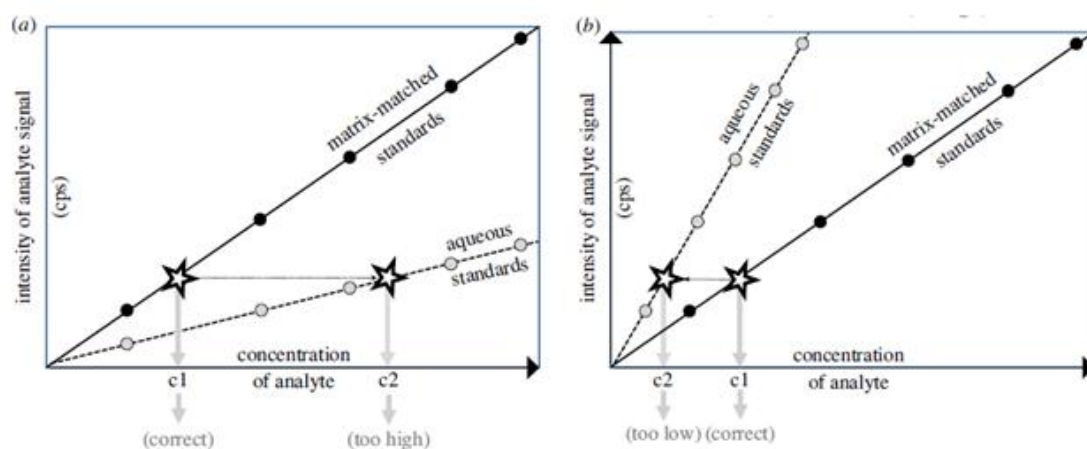 (a)
intensity of analyte signal
(cps)
matrix-matched
standards
aqueous
standards
concentration
of analyte
c1
c2
(correct)
(too high)
(b)
intensity of analyte signal
(cps)
aqueous
standards
matrix-matched
standards
concentration
of analyte
c2
c1
(too low) (correct)